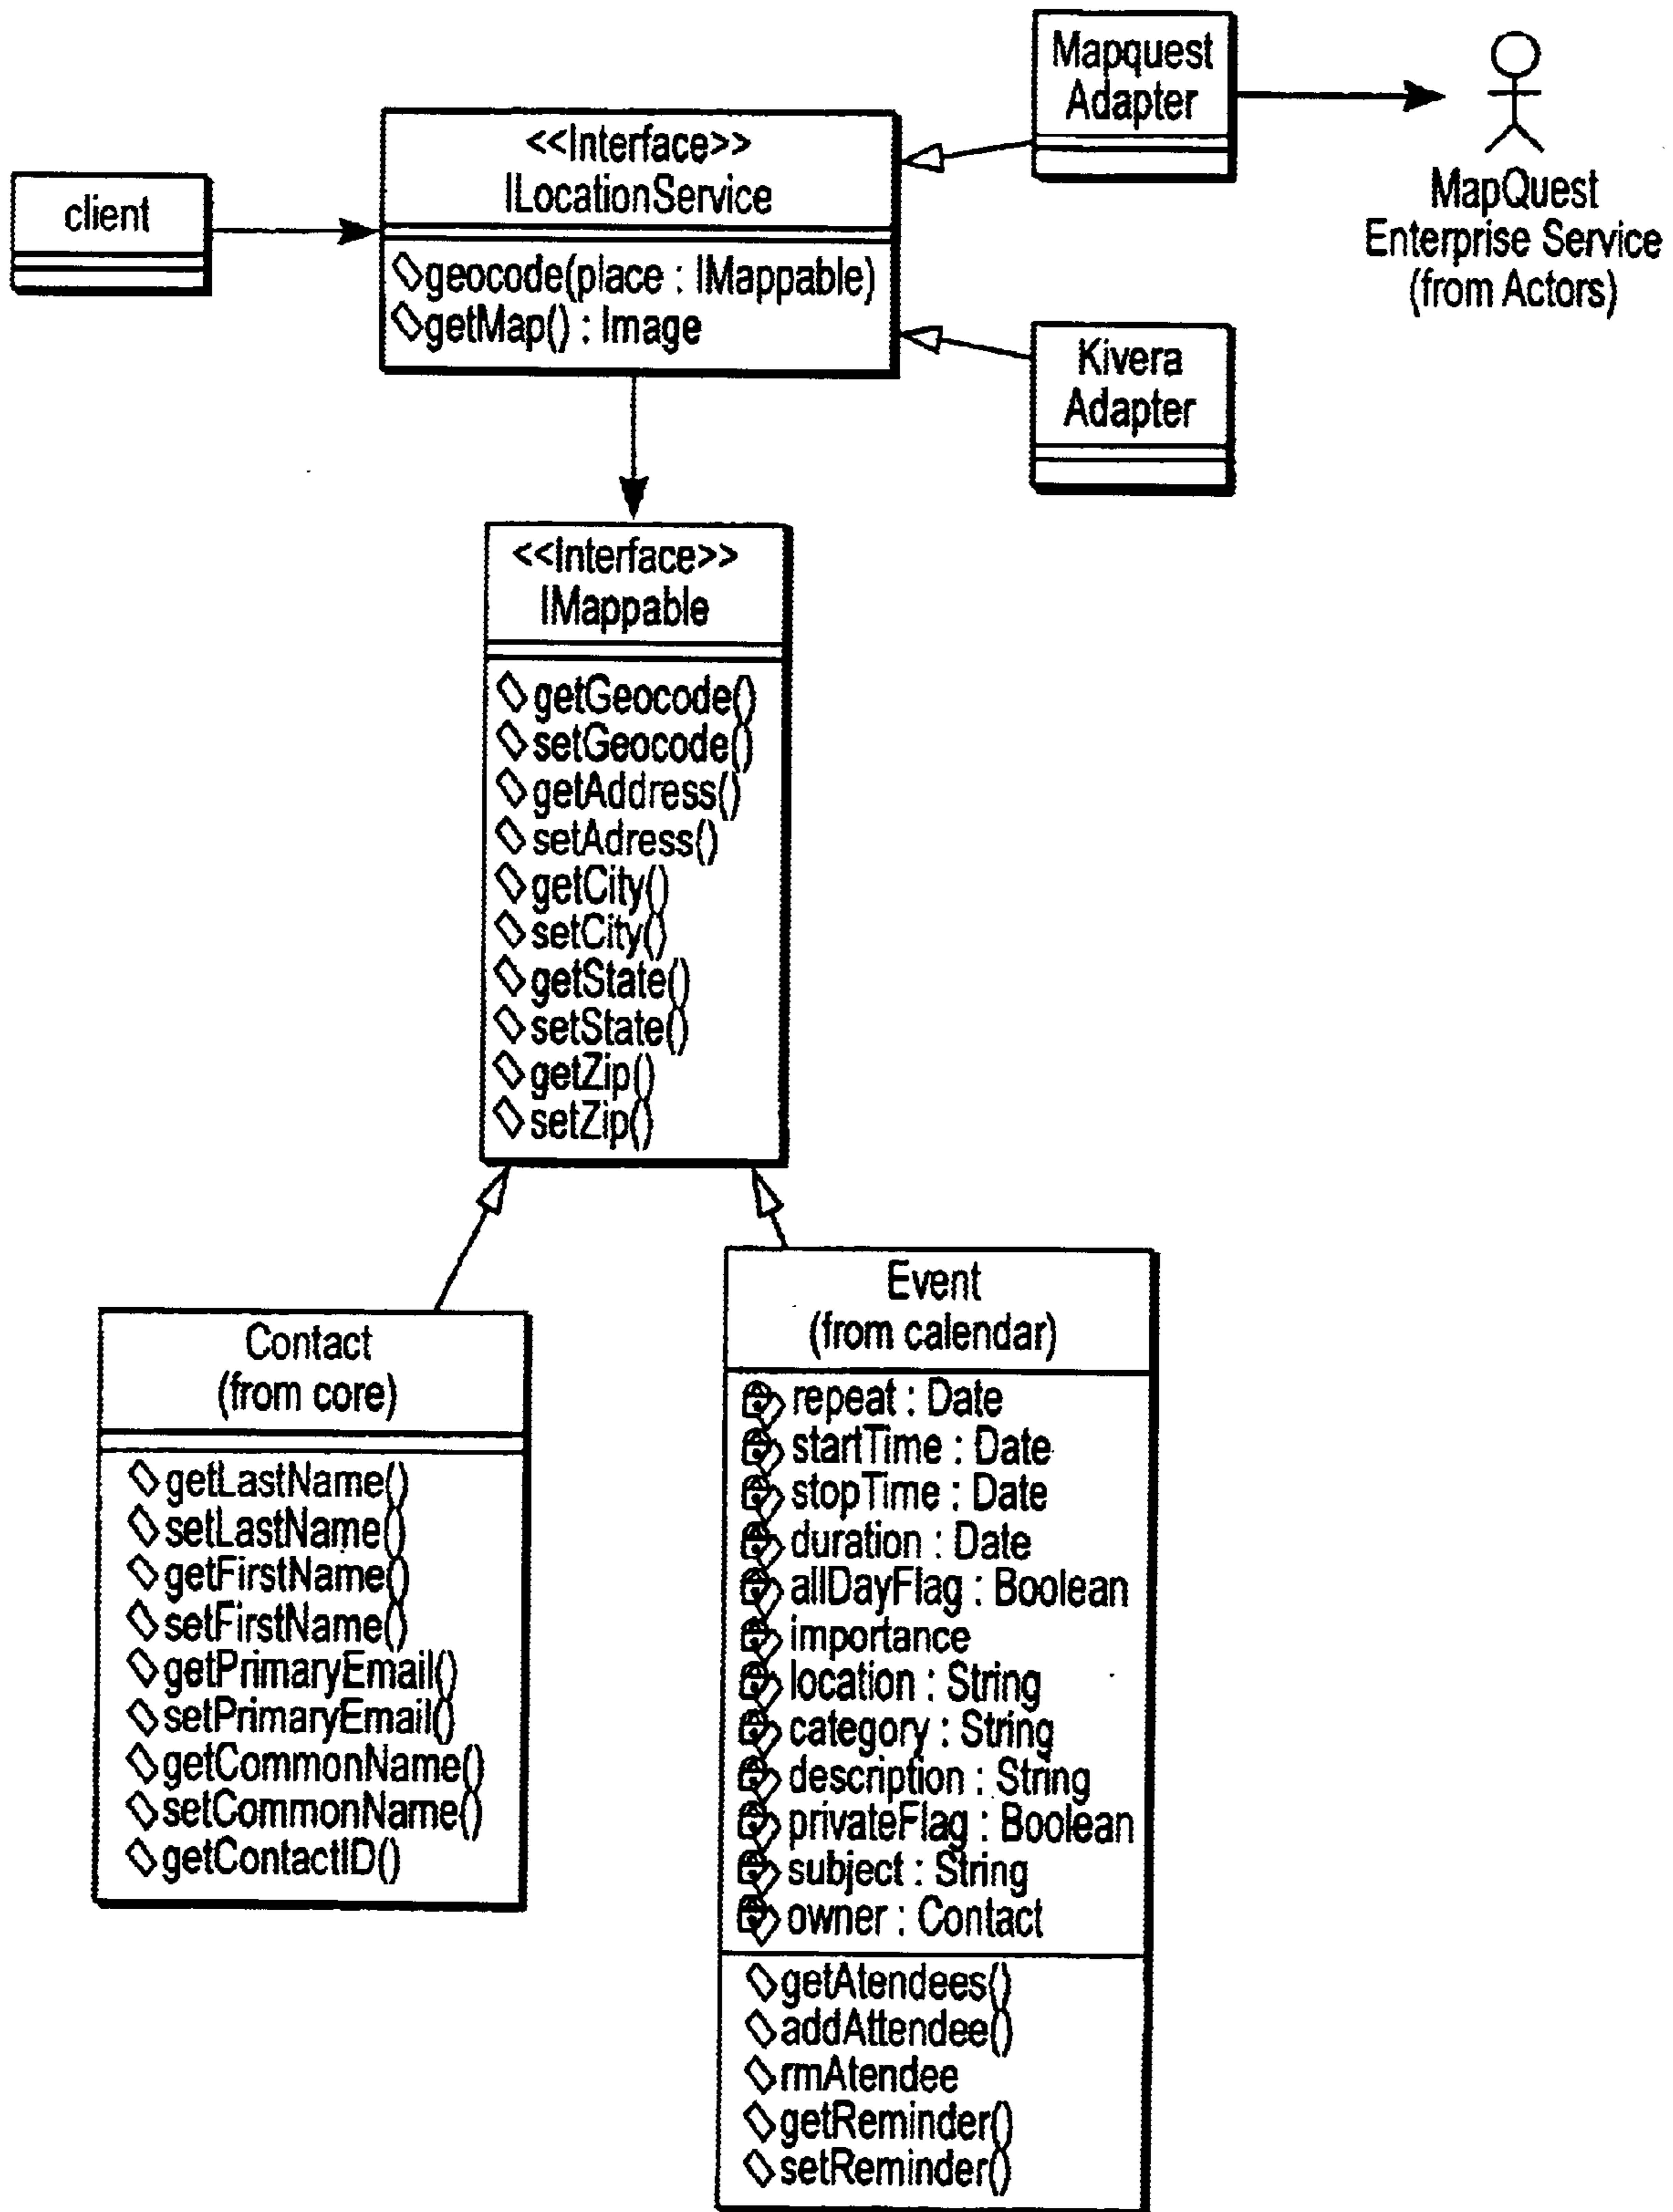 Mapquest
Adapter
MapQuest
Enterprise Service
(from Actors)
<<Interface>>
ILocationService
geocode(place : IMappable)
getMap() : Image
client
Kivera
Adapter
<<Interface>>
IMappable
getGeocode()
setGeocode()
getAddress()
setAdress()
getCity()
setCity()
getState()
setState()
getZip()
setZip()
Contact
(from core)
getLastName()
setLastName()
getFirstName()
setFirstName()
getPrimaryEmail()
setPrimaryEmail()
getCommonName()
setCommonName()
getContactID()
Event
(from calendar)
repeat : Date
startTime : Date
stopTime : Date
duration : Date
allDayFlag : Boolean
importance
location : String
category : String
description : String
privateFlag : Boolean
subject : String
owner : Contact
getAtendees()
addAttendee()
rmAtendee
getReminder()
setReminder()